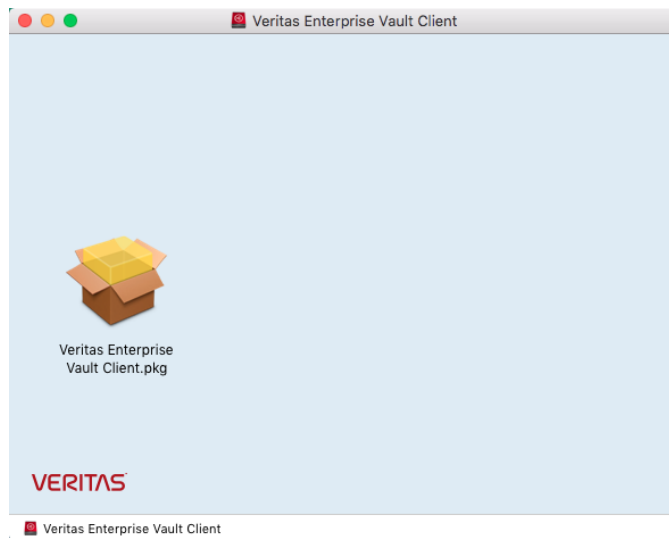 Veritas Enterprise Vault Client
Veritas Enterprise
Vault Client.pkg
VERITAS
Veritas Enterprise Vault Client